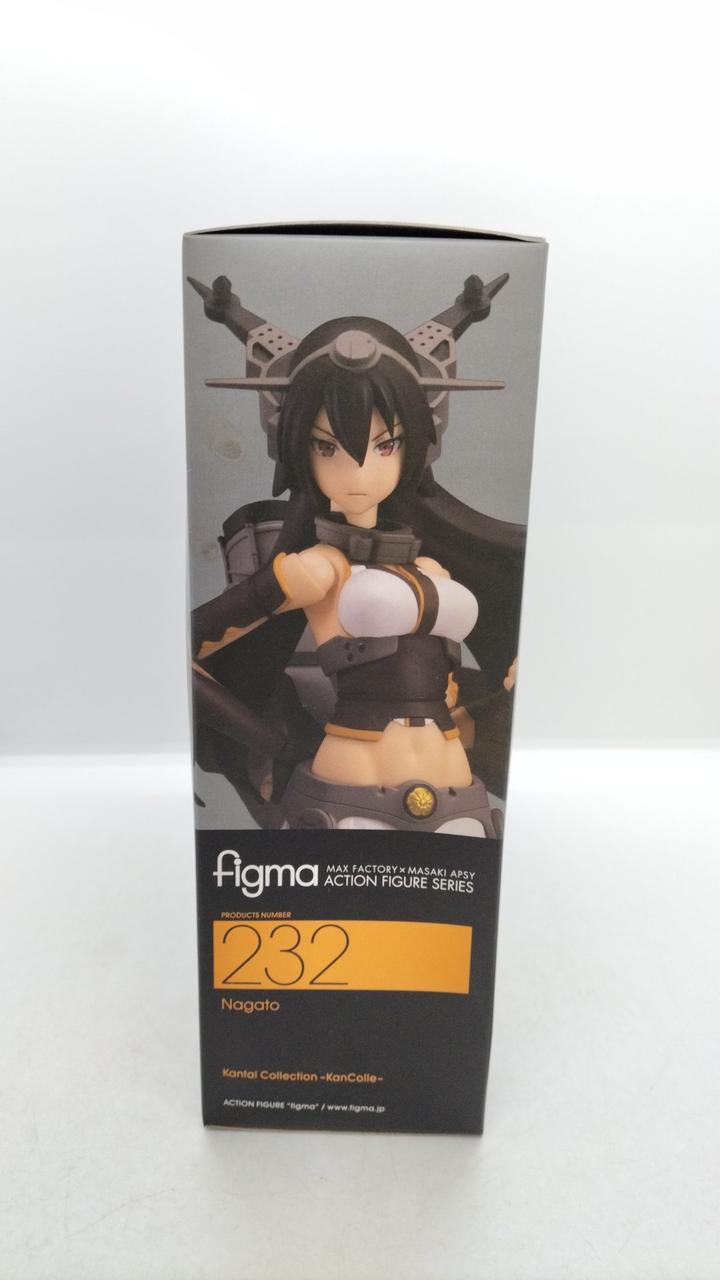 figma
MAX FACTORY × MASAKI APSY
ACTION FIGURE SERIES
PRODUCTS NUMBER
232
Nagato
Kantai Collection -KanColle-
ACTION FIGURE "figma" / www.figma.jp